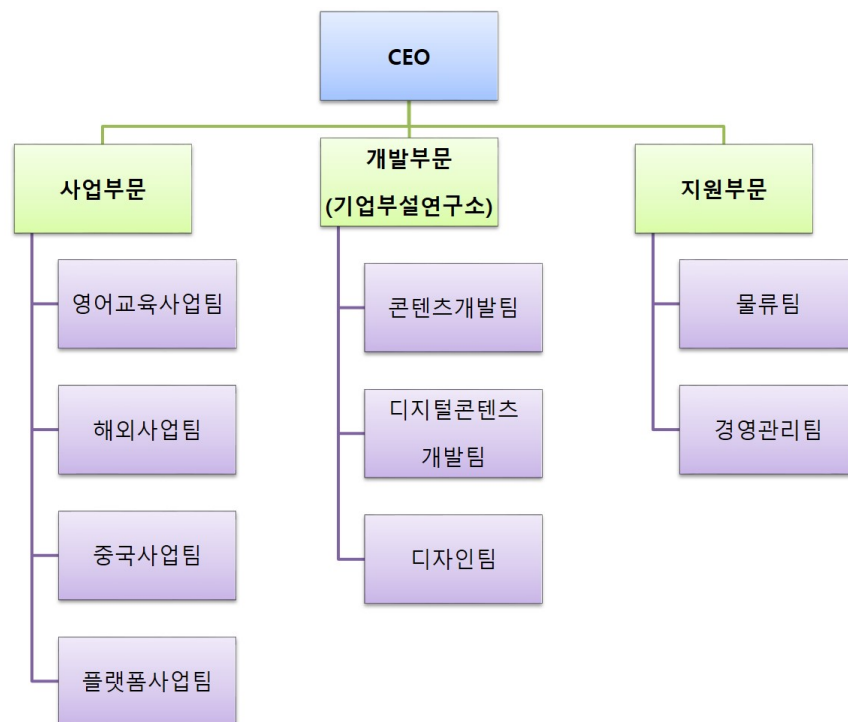 CEO
사업부문
개발부문
(기업부설연구소)
지원부문
영어교육사업팀
해외사업팀
중국사업팀
플랫폼사업팀
콘텐츠개발팀
디지털콘텐츠
개발팀
디자인팀
물류팀
경영관리팀